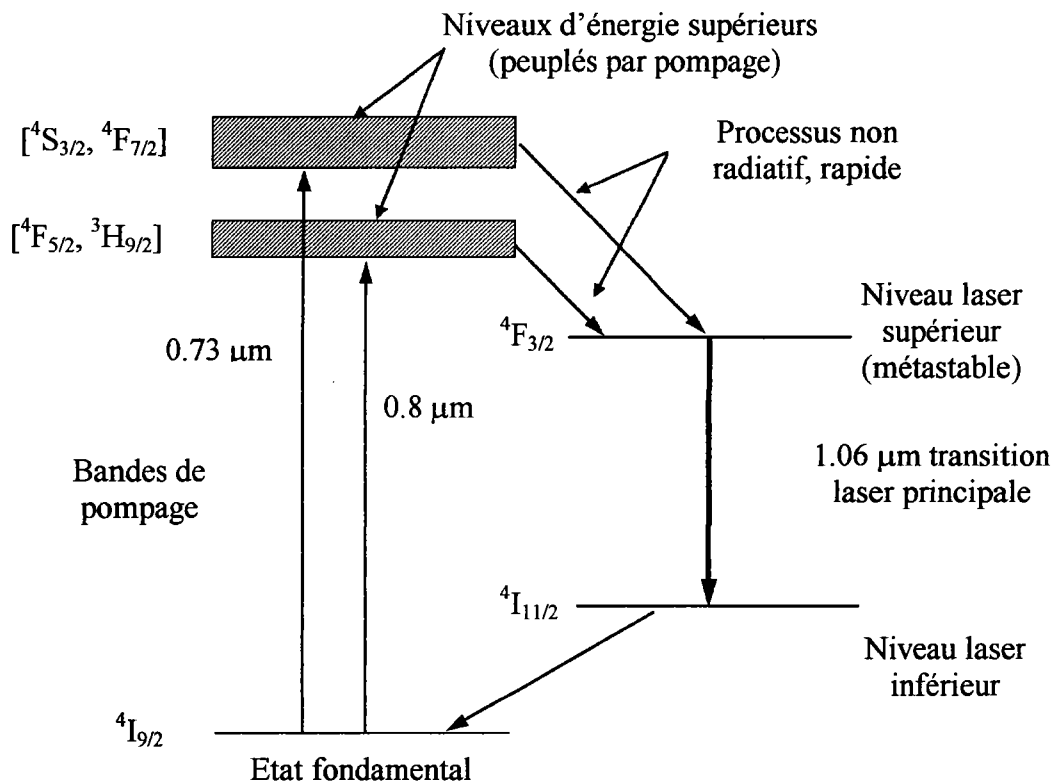 Niveaux d'énergie supérieurs
(peuplés par pompage)
[⁴S₃/₂, ⁴F₇/₂]
Processus non
radiatif, rapide
[⁴F₅/₂, ³H₉/₂]
Niveau laser
supérieur
(métastable)
⁴F₃/₂
0.73 µm
0.8 µm
1.06 µm transition
laser principale
Bandes de
pompage
⁴I₁₁/₂
Niveau laser
inférieur
⁴I₉/₂
Etat fondamental